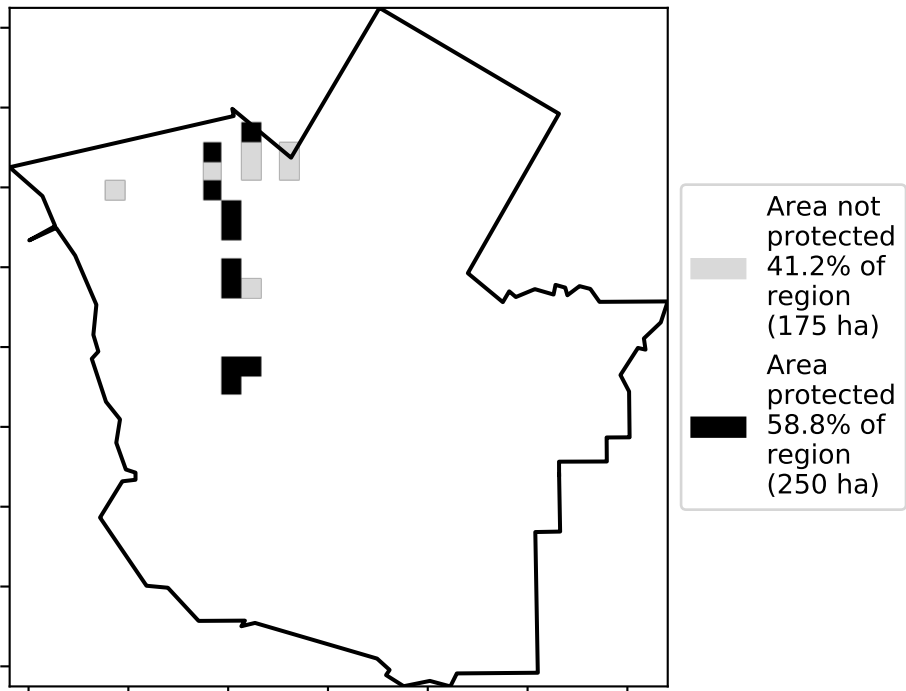 Area not
protected
41.2% of
region
(175 ha)
Area
protected
58.8% of
region
(250 ha)